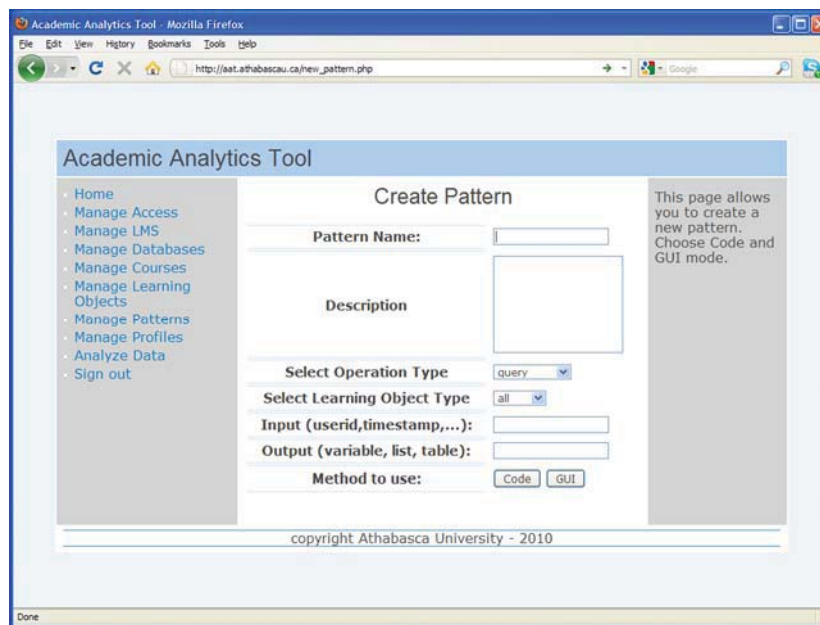 Academic Analytics Tool - Mozilla Firefox
File Edit View History Bookmarks Tools Help
http://aat.athabascau.ca/new_pattern.php
Google
Academic Analytics Tool
Home
Manage Access
Manage LMS
Manage Databases
Manage Courses
Manage Learning
Objects
Manage Patterns
Manage Profiles
Analyze Data
Sign out
Create Pattern
Pattern Name:
Description
Select Operation Type query
Select Learning Object Type all
Input (userid,timestamp,...):
Output (variable, list, table):
Method to use: Code GUI
This page allows
you to create a
new pattern.
Choose Code and
GUI mode.
copyright Athabasca University - 2010
Done